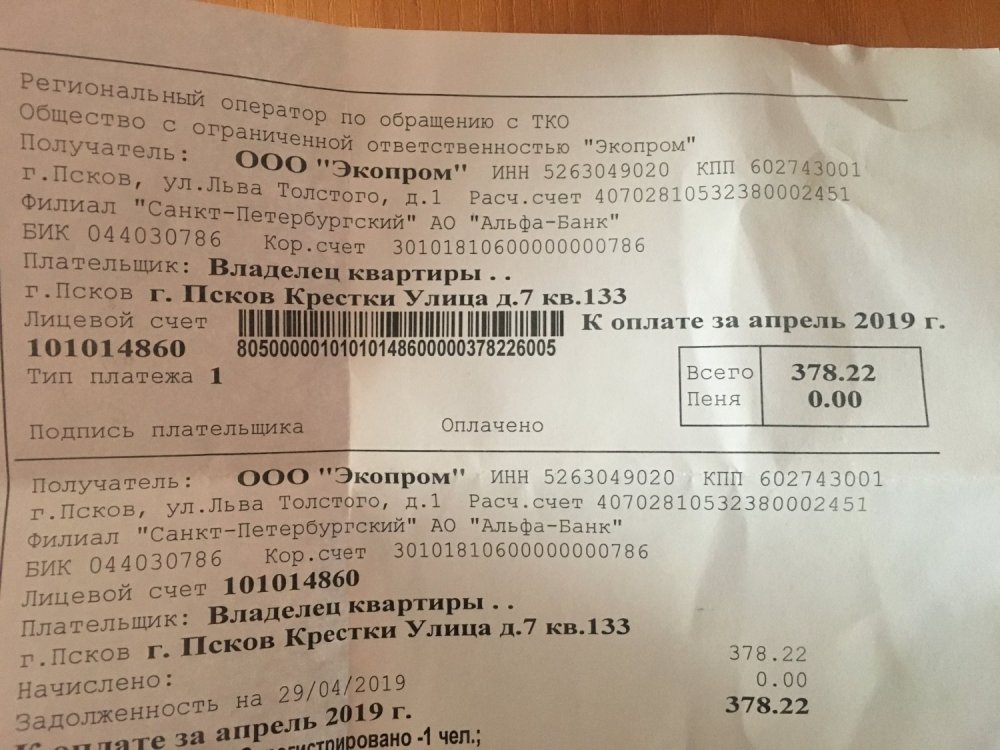 Региональный оператор по обращению с ТКО
Общество с ограниченной ответственностью "Экопром"
Получатель: ООО "Экопром" ИНН 5263049020 КПП 602743001
г.Псков, ул.Льва Толстого, д.1 Расч.счет 40702810532380002451
Филиал "Санкт-Петербургский" АО "Альфа-Банк"
БИК 044030786 Кор.счет 30101810600000000786
Плательщик: Владелец квартиры . .
г.Псков г. Псков Крестки Улица д.7 кв.133
Лицевой счет К оплате за апрель 2019 г.
101014860 80500000101010148600000378226005
Тип платежа 1
Всего 378.22
Пеня 0.00
Подпись плательщика Оплачено
Получатель: ООО "Экопром" ИНН 5263049020 КПП 602743001
г.Псков, ул.Льва Толстого, д.1 Расч.счет 40702810532380002451
Филиал "Санкт-Петербургский" АО "Альфа-Банк"
БИК 044030786 Кор.счет 30101810600000000786
Лицевой счет 101014860
Плательщик: Владелец квартиры . .
г.Псков г. Псков Крестки Улица д.7 кв.133
Начислено: 378.22
Задолженность на 29/04/2019 0.00
К оплате за апрель 2019 г. 378.22
-1 чел.;